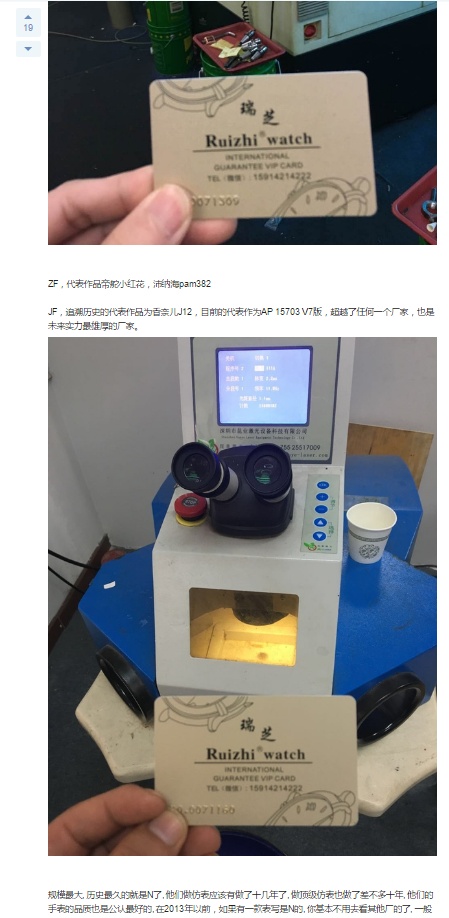 19
瑞芝
Ruizhi®watch
INTERNATIONAL
GUARANTEE VIP CARD
TEL（微信）: 15914214222
ZF，代表作品帝舵小红花，沛纳海pam382
JF，追溯历史的代表作品为香奈儿J12，目前的代表作为AP 15703 V7版，超越了任何一个厂家，也是
未来实力最雄厚的厂家。
瑞芝
Ruizhi®watch
INTERNATIONAL
GUARANTEE VIP CARD
TEL（微信）: 15914214222
规模最大, 历史最久的就是N了, 他们做仿表应该有做了十几年了, 做顶级仿表也做了差不多十年, 他们的
手表的品质也是公认最好的, 在2013年以前，如果有一款表写是N的, 你基本不用去看其他厂的了, 一般